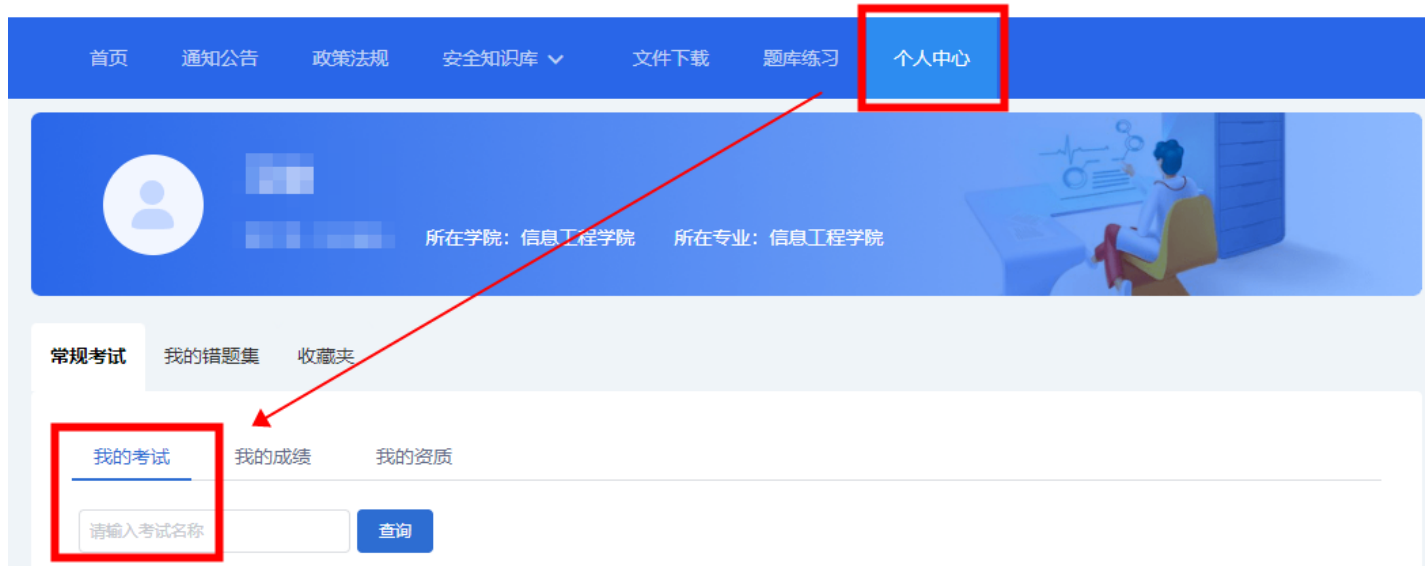 首页 通知公告 政策法规 安全知识库 文件下载 题库练习 个人中心
所在学院：信息工程学院 所在专业：信息工程学院
常规考试 我的错题集 收藏夹
我的考试 我的成绩 我的资质
请输入考试名称 查询